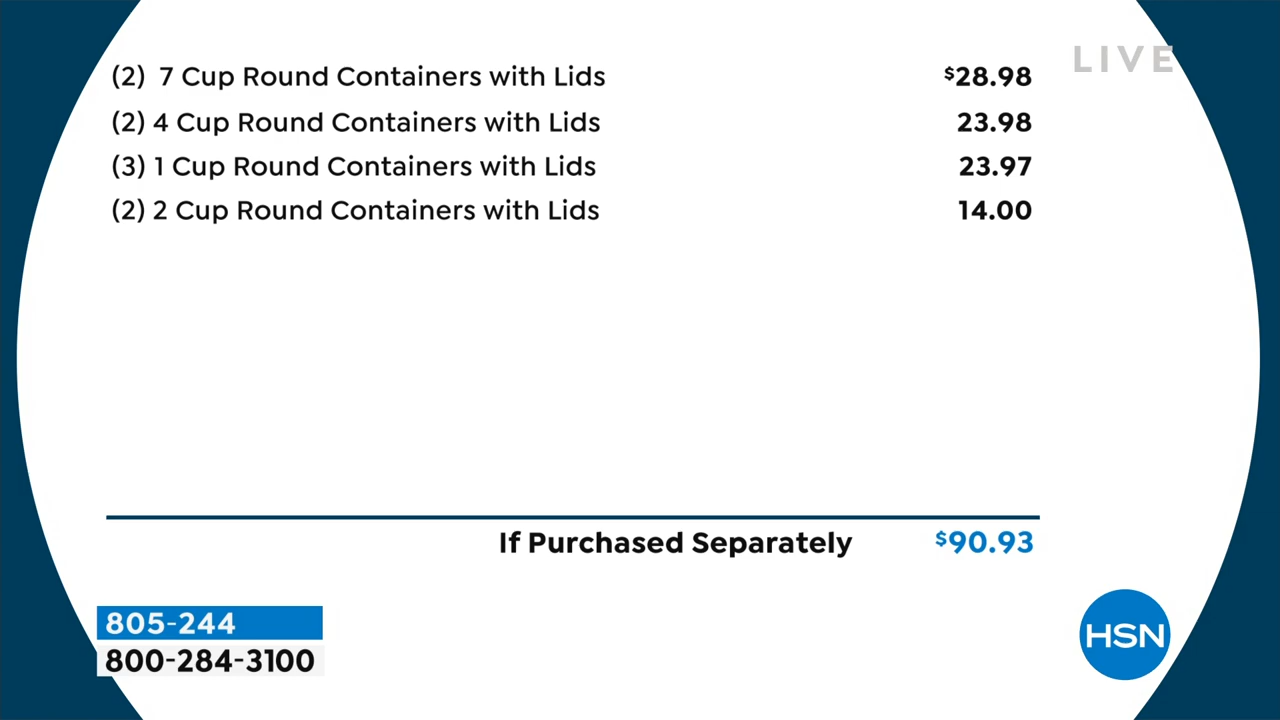 LIVE
(2) 7 Cup Round Containers with Lids $28.98
(2) 4 Cup Round Containers with Lids 23.98
(3) 1 Cup Round Containers with Lids 23.97
(2) 2 Cup Round Containers with Lids 14.00
If Purchased Separately $90.93
805-244
800-284-3100
HSN